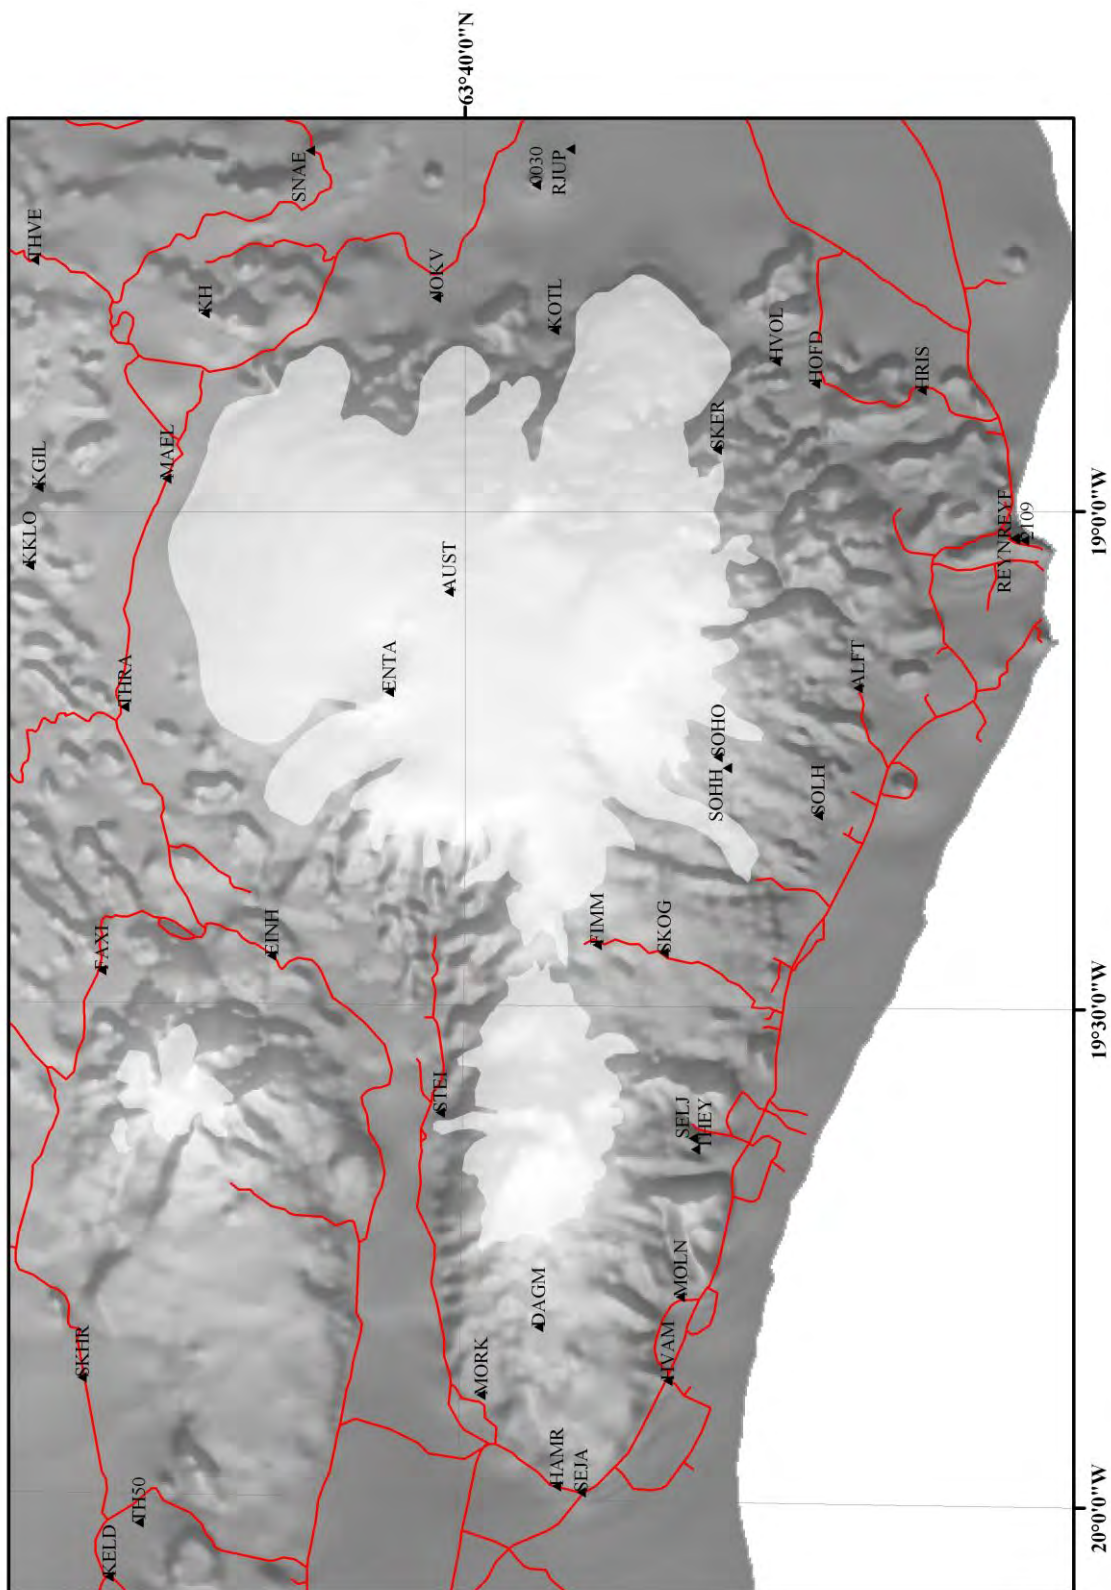 63°40'0"N
SNAE
0030
RJUP
THVE
KH
JOKV
KOTL
HVOL
HOFD
HRIS
SKER
MAFL
KGIL
KKLO
19°0'0"W
REYNREYF
2109
AUST
ENTA
THRA
ALFT
SOHO
SOHH
SOLH
FAXI
EINH
FIMM
SKOG
19°30'0"W
STEI
SELJ
THEY
MOLN
DAGM
HVAM
SKHR
MORK
HAMR
SEJA
20°0'0"W
TH50
KELD